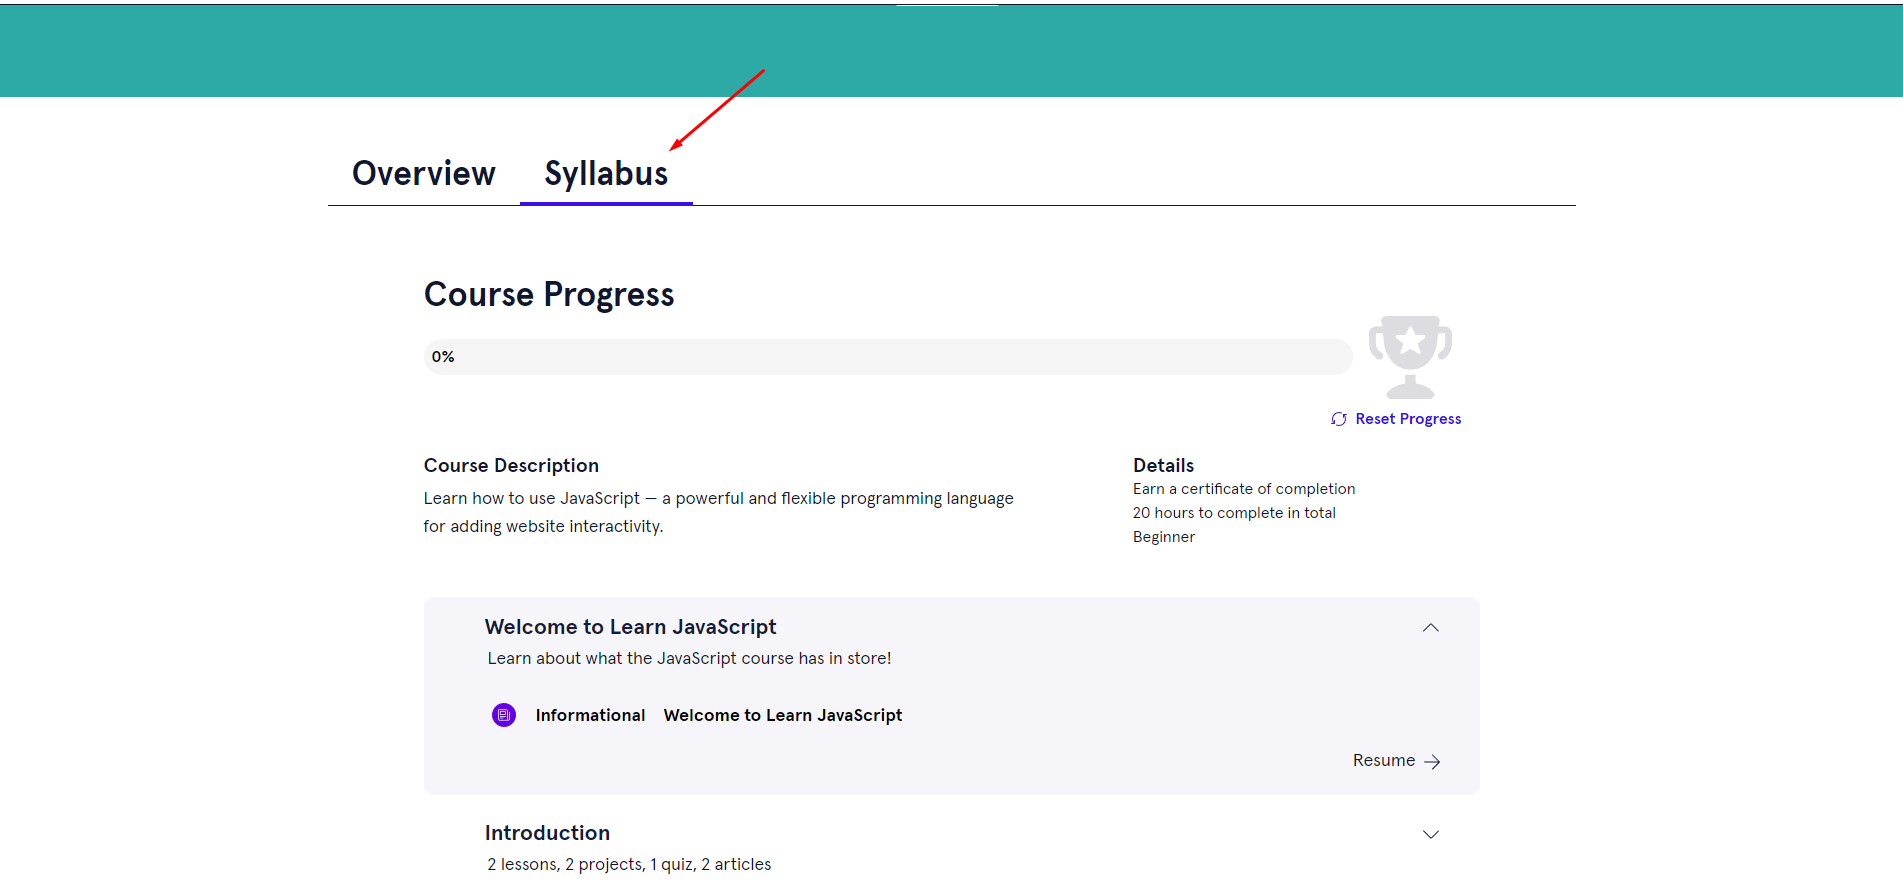 Overview Syllabus
Course Progress
0%
Reset Progress
Course Description
Learn how to use JavaScript — a powerful and flexible programming language
for adding website interactivity.
Details
Earn a certificate of completion
20 hours to complete in total
Beginner
Welcome to Learn JavaScript
Learn about what the JavaScript course has in store!
Informational Welcome to Learn JavaScript
Resume
Introduction
2 lessons, 2 projects, 1 quiz, 2 articles